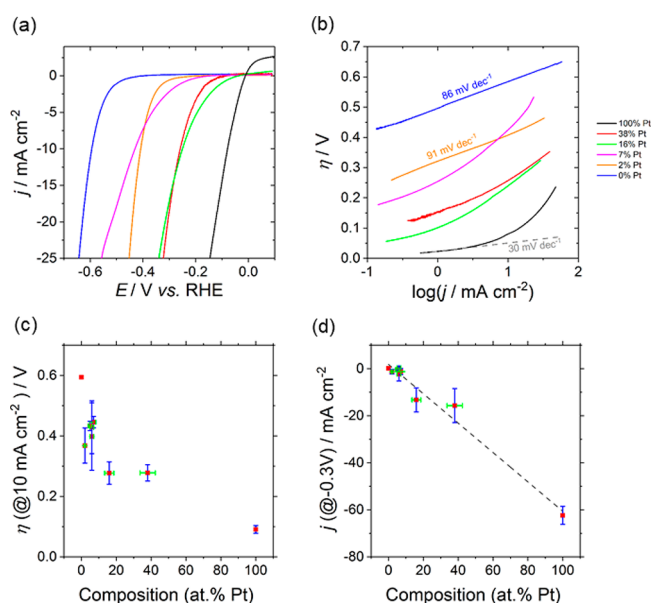 (a)
(b)
0
-5
-10
-15
-20
-25
j / mA cm⁻²
-0.6
-0.4
-0.2
0.0
E / V vs. RHE
0.7
0.6
0.5
0.4
0.3
0.2
0.1
0.0
η / V
86 mV dec⁻¹
91 mV dec⁻¹
30 mV dec⁻¹
-1
0
1
2
log(j / mA cm⁻²)
100% Pt
38% Pt
16% Pt
7% Pt
2% Pt
0% Pt
(c)
(d)
0.6
0.4
0.2
0.0
η (@10 mA cm⁻²) / V
0
20
40
60
80
100
Composition (at.% Pt)
0
-20
-40
-60
-80
j (@-0.3V) / mA cm⁻²
0
20
40
60
80
100
Composition (at.% Pt)